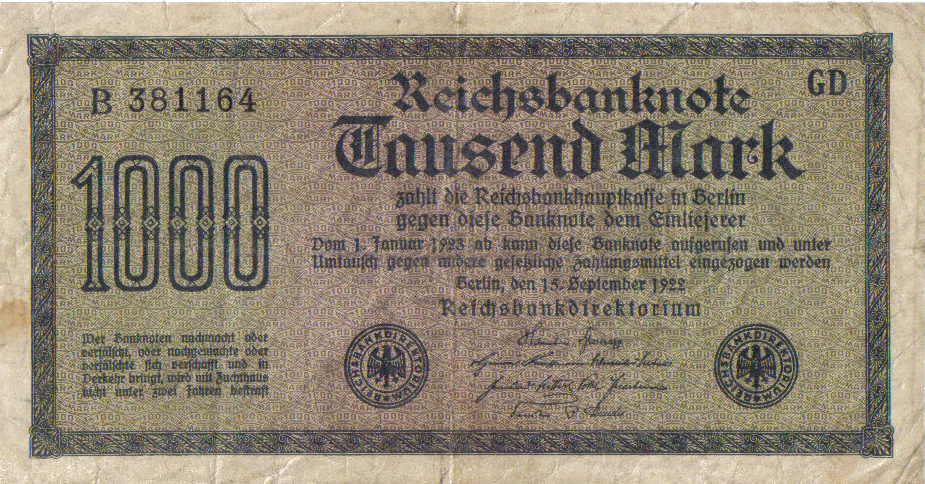 B 381164
GD
Reichsbanknote
Tausend Mark
1000
zahlt die Reichsbankhauptkasse in Berlin
gegen diese Banknote dem Einlieferer
Vom 1. Januar 1923 ab kann diese Banknote aufgerufen und unter
Umtausch gegen andere gesetzliche Zahlungsmittel eingezogen werden
Berlin, den 15. September 1922
Reichsbankdirektorium
Wer Banknoten nachmacht oder
verfälscht, oder nachgemachte oder
verfälschte sich verschafft und in
Verkehr bringt, wird mit Zuchthaus
nicht unter zwei Jahren bestraft
REICHSBANKDIREKTORIUM
REICHSBANKDIREKTORIUM